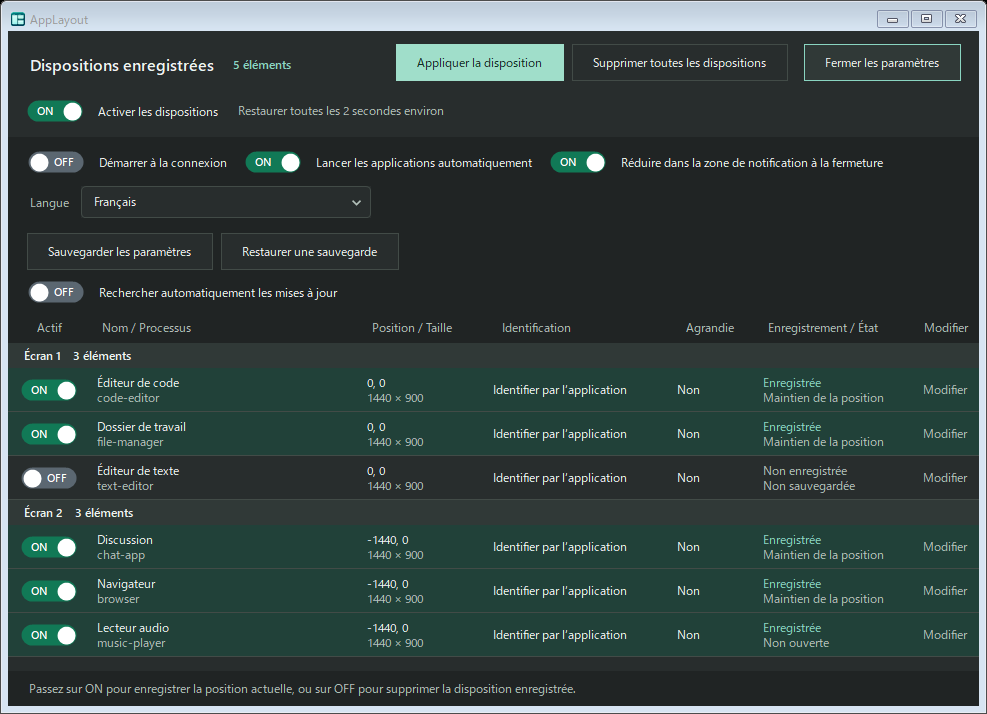 AppLayout
Dispositions enregistrées 5 éléments Appliquer la disposition Supprimer toutes les dispositions Fermer les paramètres
ON Activer les dispositions Restaurer toutes les 2 secondes environ
OFF Démarrer à la connexion ON Lancer les applications automatiquement ON Réduire dans la zone de notification à la fermeture
Langue Français
Sauvegarder les paramètres Restaurer une sauvegarde
OFF Rechercher automatiquement les mises à jour
Actif Nom / Processus Position / Taille Identification Agrandie Enregistrement / État Modifier
Écran 1 3 éléments
ON Éditeur de code 0, 0 Identifier par l'application Non Enregistrée Modifier
code-editor 1440 × 900 Maintien de la position
ON Dossier de travail 0, 0 Identifier par l'application Non Enregistrée Modifier
file-manager 1440 × 900 Maintien de la position
OFF Éditeur de texte 0, 0 Identifier par l'application Non Non enregistrée Modifier
text-editor 1440 × 900 Non sauvegardée
Écran 2 3 éléments
ON Discussion -1440, 0 Identifier par l'application Non Enregistrée Modifier
chat-app 1440 × 900 Maintien de la position
ON Navigateur -1440, 0 Identifier par l'application Non Enregistrée Modifier
browser 1440 × 900 Maintien de la position
ON Lecteur audio -1440, 0 Identifier par l'application Non Enregistrée Modifier
music-player 1440 × 900 Non ouverte
Passez sur ON pour enregistrer la position actuelle, ou sur OFF pour supprimer la disposition enregistrée.